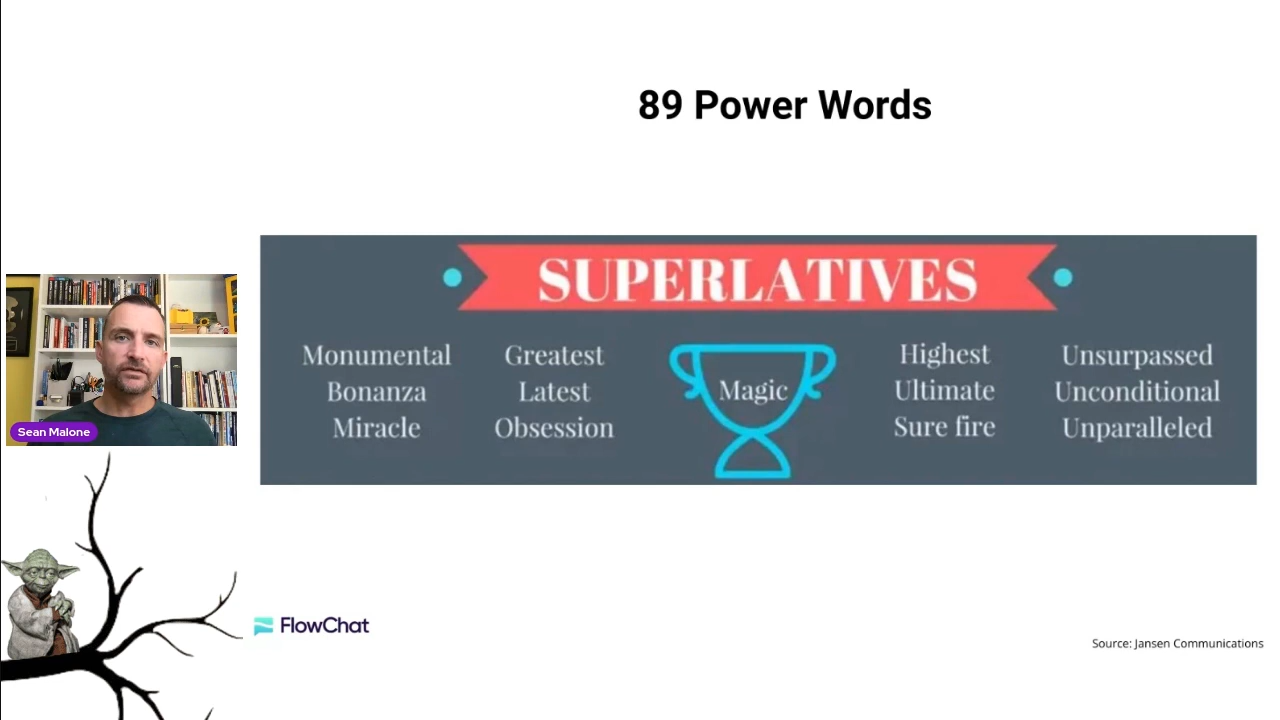 89 Power Words
SUPERLATIVES
Monumental
Bonanza
Miracle
Greatest
Latest
Obsession
Magic
Highest
Ultimate
Sure fire
Unsurpassed
Unconditional
Unparalleled
Sean Malone
FlowChat
Source: Jansen Communications